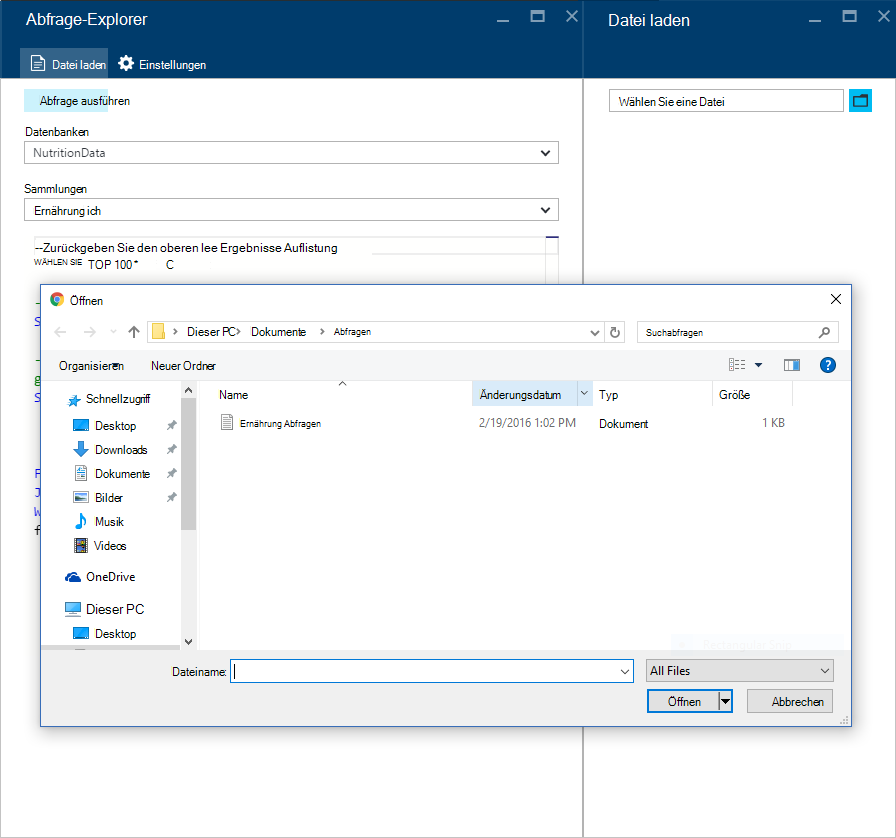 Abfrage-Explorer
Datei laden
Datei laden
Einstellungen
Abfrage ausführen
Wählen Sie eine Datei
Datenbanken
NutritionData
Sammlungen
Ernährung ich
--Zurückgeben Sie den oberen lee Ergebnisse Auflistung
WÄHLEN SIE TOP 100* C
Öffnen
Dieser PC Dokumente Abfragen
Suchabfragen
Organisieren
Neuer Ordner
Schnellzugriff
Desktop
Downloads
Dokumente
Bilder
Musik
Videos
OneDrive
Dieser PC
Desktop
Name Änderungsdatum Typ Größe
Ernährung Abfragen 2/19/2016 1:02 PM Dokument 1 KB
Dateiname:
All Files
Öffnen
Abbrechen